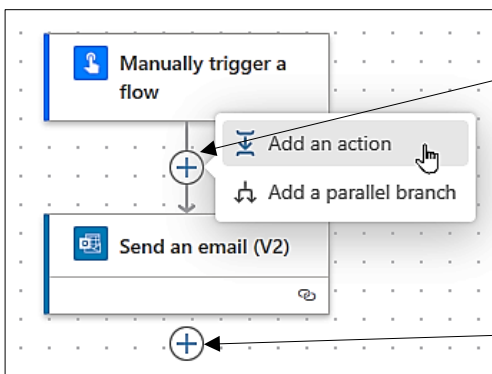 Manually trigger a
flow
Add an action
Add a parallel branch
Send an email (V2)